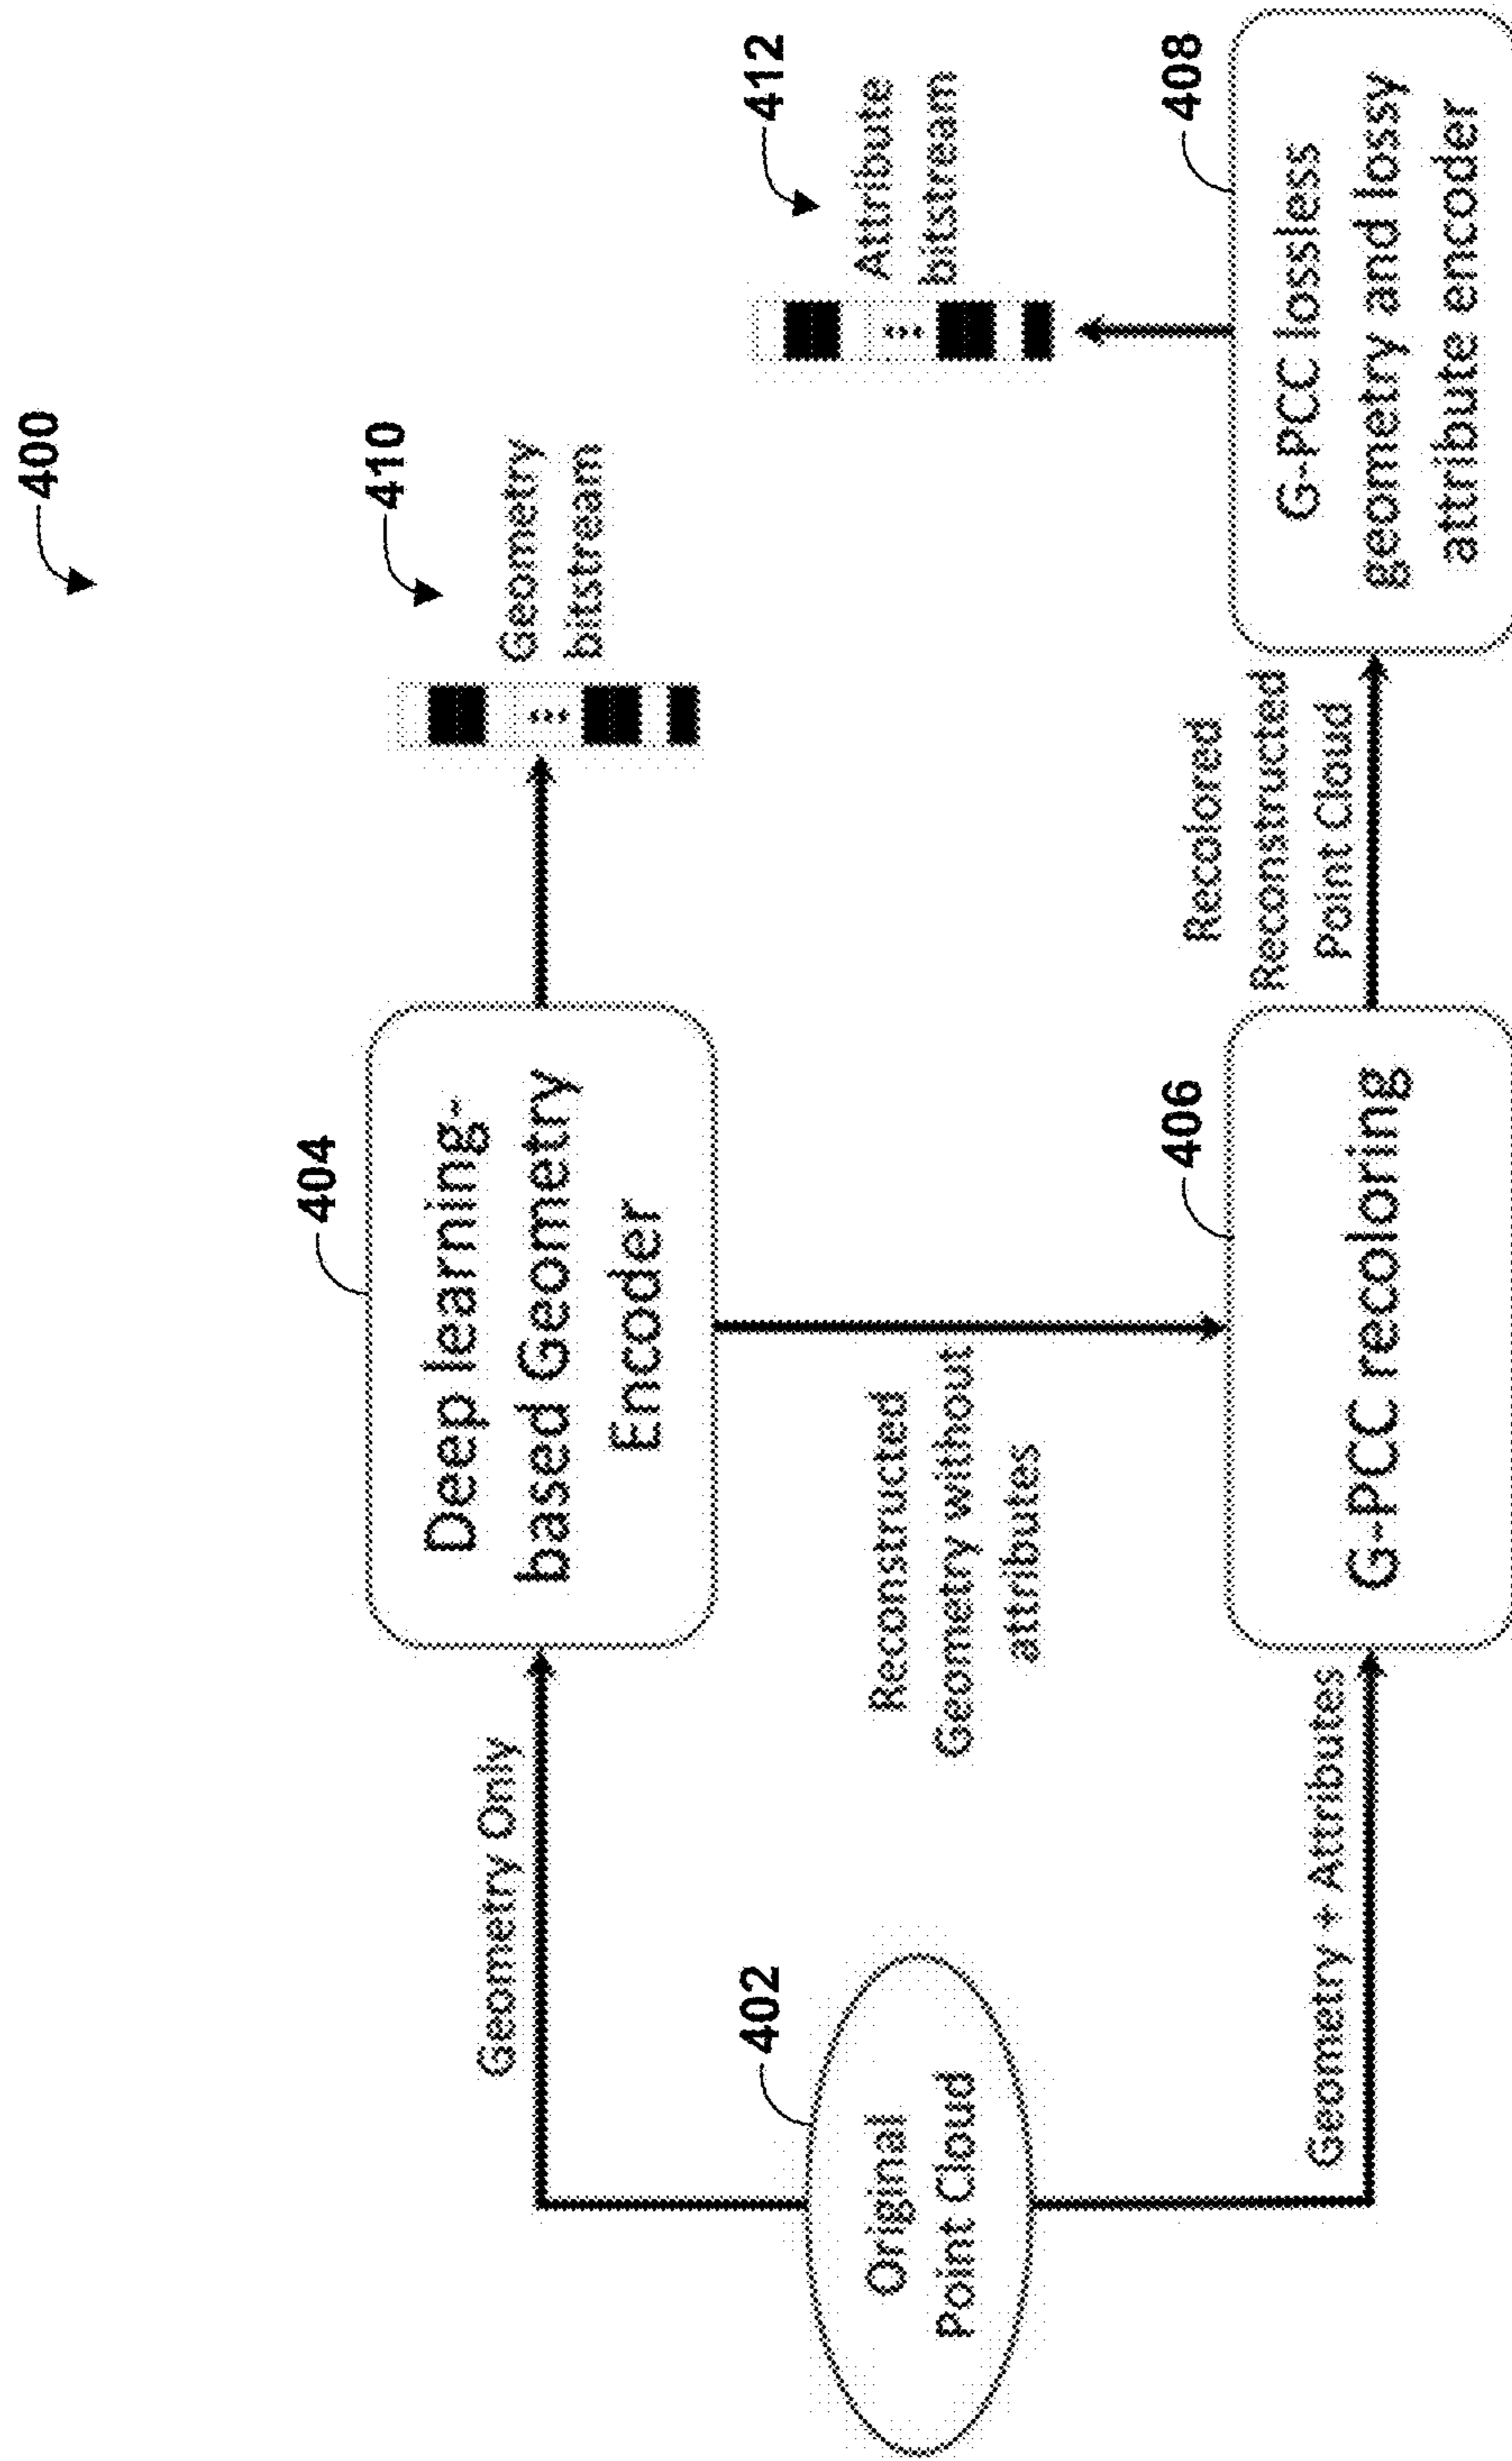 400
410
Geometry
bitstream
404
Deep learning-
based Geometry
Encoder
Geometry Only
412
Attribute
bitstream
402
Original
Point Cloud
Reconstructed
Geometry without
attributes
408
G-PCC lossless
geometry and lossy
attribute encoder
Recolored
Reconstructed
Point Cloud
406
G-PCC recoloring
Geometry + Attributes